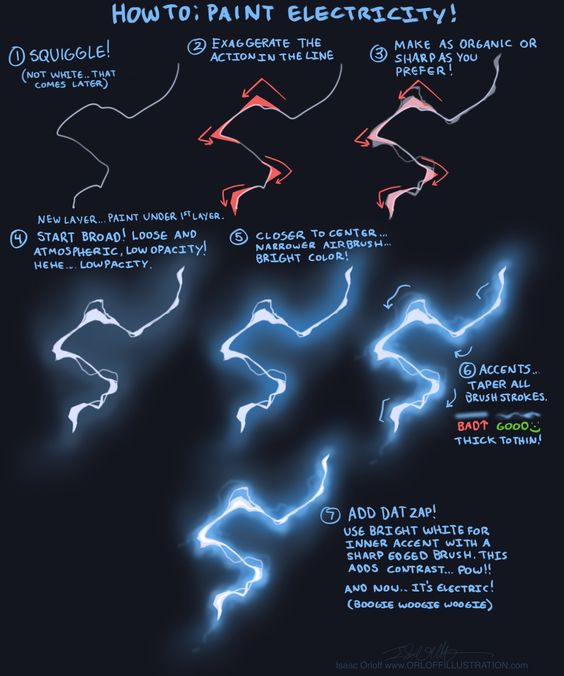 HOW TO: PAINT ELECTRICITY!
① SQUIGGLE!
(NOT WHITE.. THAT
COMES LATER)
② EXAGGERATE THE
ACTION IN THE LINE
③ MAKE AS ORGANIC OR
SHARP AS YOU
PREFER!
NEW LAYER... PAINT UNDER 1ST LAYER.
④ START BROAD! LOOSE AND
ATMOSPHERIC, LOW OPACITY!
HEHE... LOWPACITY.
⑤ CLOSER TO CENTER...
NARROWER AIRBRUSH...
BRIGHT COLOR!
⑥ ACCENTS...
TAPER ALL
BRUSH STROKES.
BAD↑ GOOD
THICK TO THIN!
⑦ ADD DAT ZAP!
USE BRIGHT WHITE FOR
INNER ACCENT WITH A
SHARP EDGED BRUSH. THIS
ADDS CONTRAST... POW!!
AND NOW.. IT'S ELECTRIC!
(BOOGIE WOOGIE WOOGIE)
Isaac Orloff www.ORLOFFILLUSTRATION.com